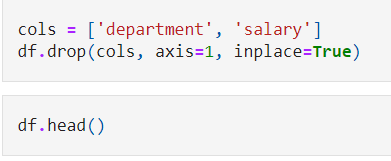 cols = ['department', 'salary']
df.drop(cols, axis=1, inplace=True)
df.head()